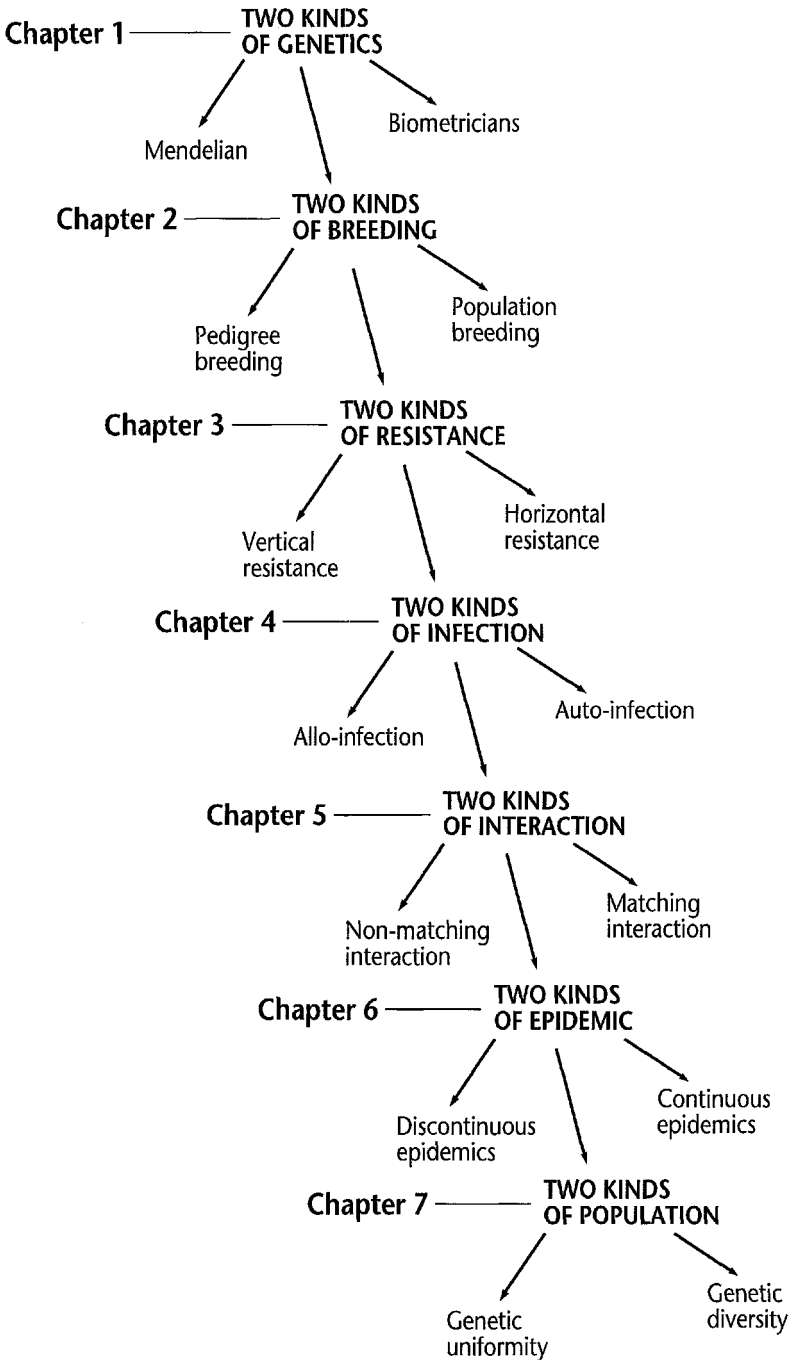 Chapter 1
TWO KINDS
OF GENETICS
Mendelian
Biometricians
Chapter 2
TWO KINDS
OF BREEDING
Pedigree
breeding
Population
breeding
Chapter 3
TWO KINDS
OF RESISTANCE
Vertical
resistance
Horizontal
resistance
Chapter 4
TWO KINDS
OF INFECTION
Allo-infection
Auto-infection
Chapter 5
TWO KINDS
OF INTERACTION
Non-matching
interaction
Matching
interaction
Chapter 6
TWO KINDS
OF EPIDEMIC
Discontinuous
epidemics
Continuous
epidemics
Chapter 7
TWO KINDS
OF POPULATION
Genetic
uniformity
Genetic
diversity